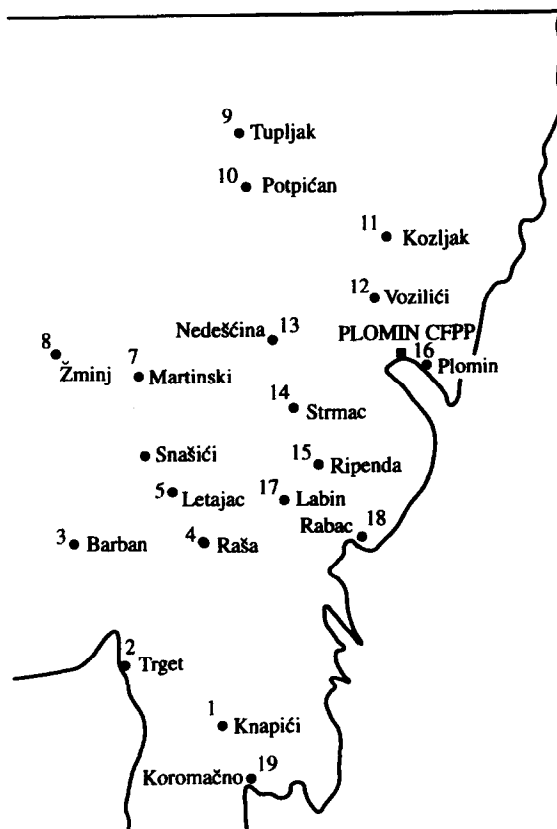 9
Tupljak
10
Potpićan
11
Kozljak
12
Vozilići
Nedešćina
13
PLOMIN CFPP
16
Plomin
8
Žminj
7
Martinski
14
Strmac
Snašići
15
Ripenda
5
Letajac
17
Labin
Rabac
18
3
Barban
4
Raša
2
Trget
1
Knapići
Koromačno
19